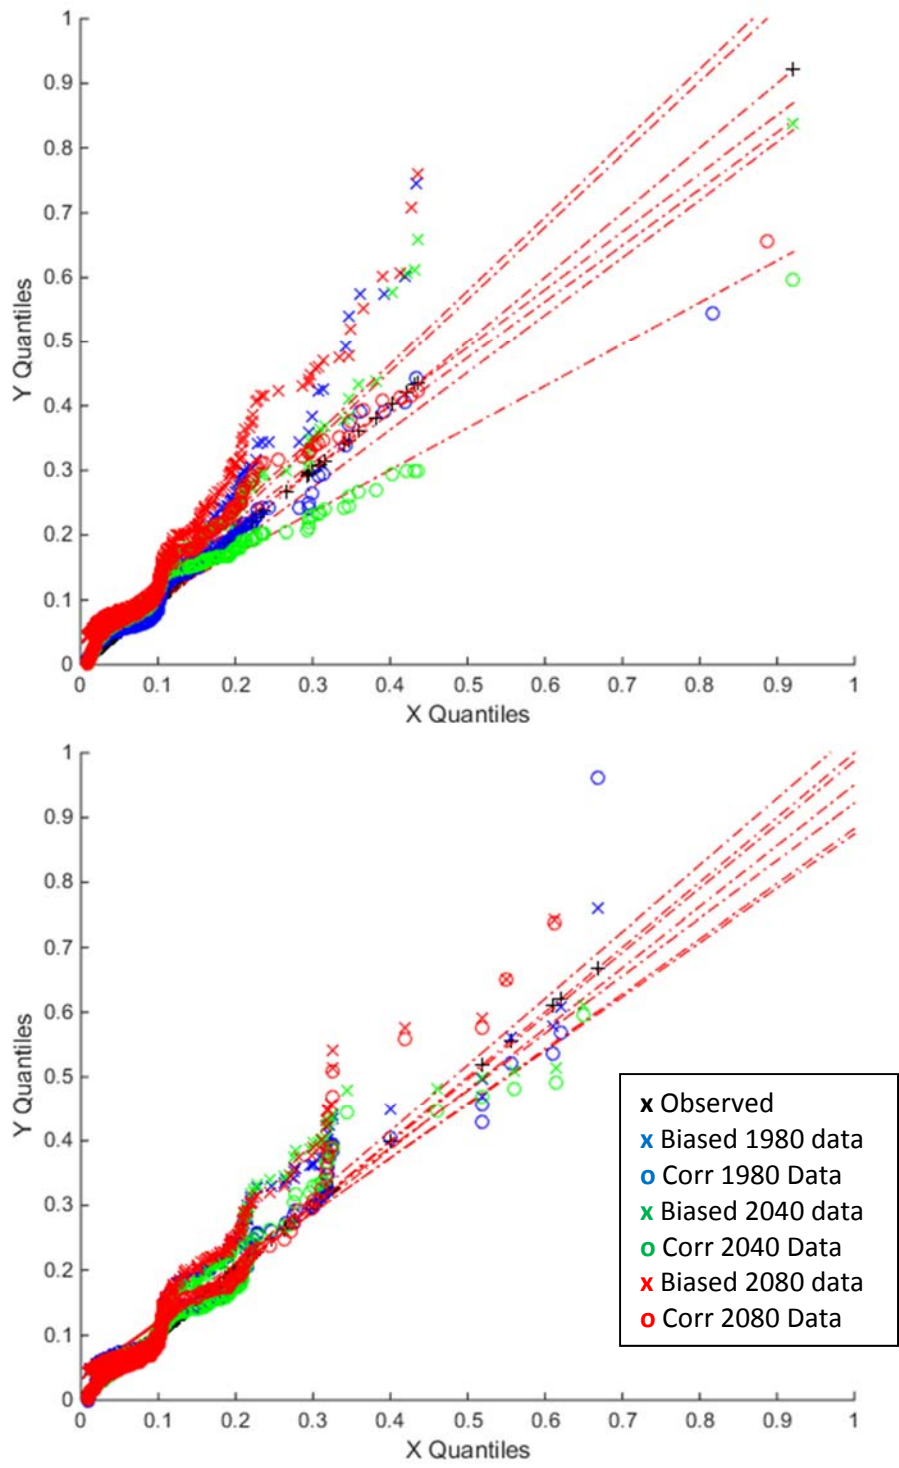 1
0.9
0.8
0.7
0.6
0.5
0.4
0.3
0.2
0.1
0
Y Quantiles
0 0.1 0.2 0.3 0.4 0.5 0.6 0.7 0.8 0.9 1
X Quantiles
1
0.9
0.8
0.7
0.6
0.5
0.4
0.3
0.2
0.1
0
Y Quantiles
0 0.1 0.2 0.3 0.4 0.5 0.6 0.7 0.8 0.9 1
X Quantiles
x Observed
x Biased 1980 data
o Corr 1980 Data
x Biased 2040 data
o Corr 2040 Data
x Biased 2080 data
o Corr 2080 Data